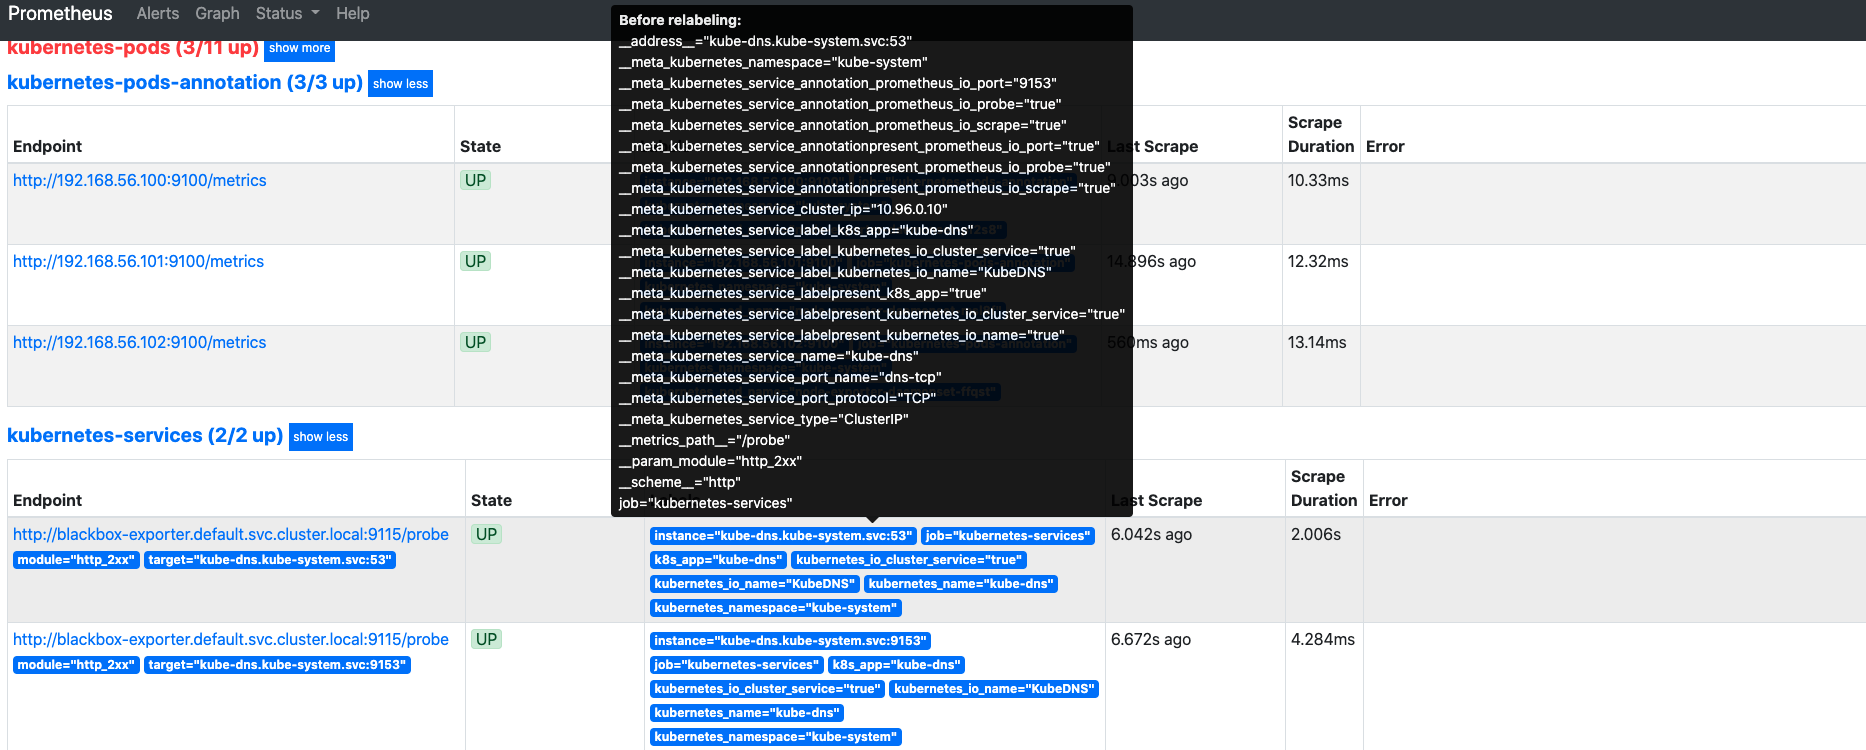 Prometheus Alerts Graph Status Help
kubernetes-pods (3/11 up) show more
kubernetes-pods-annotation (3/3 up) show less
Before relabeling:
__address__="kube-dns.kube-system.svc:53"
__meta_kubernetes_namespace="kube-system"
__meta_kubernetes_service_annotation_prometheus_io_port="9153"
__meta_kubernetes_service_annotation_prometheus_io_probe="true"
__meta_kubernetes_service_annotation_prometheus_io_scrape="true"
__meta_kubernetes_service_annotationpresent_prometheus_io_port="true"
__meta_kubernetes_service_annotationpresent_prometheus_io_probe="true"
__meta_kubernetes_service_annotationpresent_prometheus_io_scrape="true"
__meta_kubernetes_service_cluster_ip="10.96.0.10"
__meta_kubernetes_service_label_k8s_app="kube-dns"
__meta_kubernetes_service_label_kubernetes_io_cluster_service="true"
__meta_kubernetes_service_label_kubernetes_io_name="KubeDNS"
__meta_kubernetes_service_labelpresent_k8s_app="true"
__meta_kubernetes_service_labelpresent_kubernetes_io_cluster_service="true"
__meta_kubernetes_service_labelpresent_kubernetes_io_name="true"
__meta_kubernetes_service_name="kube-dns"
__meta_kubernetes_service_port_name="dns-tcp"
__meta_kubernetes_service_port_protocol="TCP"
__meta_kubernetes_service_type="ClusterIP"
__metrics_path__="/probe"
__param_module="http_2xx"
__scheme__="http"
job="kubernetes-services"
Endpoint State Last Scrape Scrape Duration Error
http://192.168.56.100:9100/metrics UP 9.003s ago 10.33ms
http://192.168.56.101:9100/metrics UP 14.896s ago 12.32ms
http://192.168.56.102:9100/metrics UP 560ms ago 13.14ms
kubernetes-services (2/2 up) show less
Endpoint State Last Scrape Scrape Duration Error
http://blackbox-exporter.default.svc.cluster.local:9115/probe UP 6.042s ago 2.006s
module="http_2xx" target="kube-dns.kube-system.svc:53"
instance="kube-dns.kube-system.svc:53" job="kubernetes-services"
k8s_app="kube-dns" kubernetes_io_cluster_service="true"
kubernetes_io_name="KubeDNS" kubernetes_name="kube-dns"
kubernetes_namespace="kube-system"
http://blackbox-exporter.default.svc.cluster.local:9115/probe UP 6.672s ago 4.284ms
module="http_2xx" target="kube-dns.kube-system.svc:9153"
instance="kube-dns.kube-system.svc:9153"
job="kubernetes-services" k8s_app="kube-dns"
kubernetes_io_cluster_service="true" kubernetes_io_name="KubeDNS"
kubernetes_name="kube-dns"
kubernetes_namespace="kube-system"